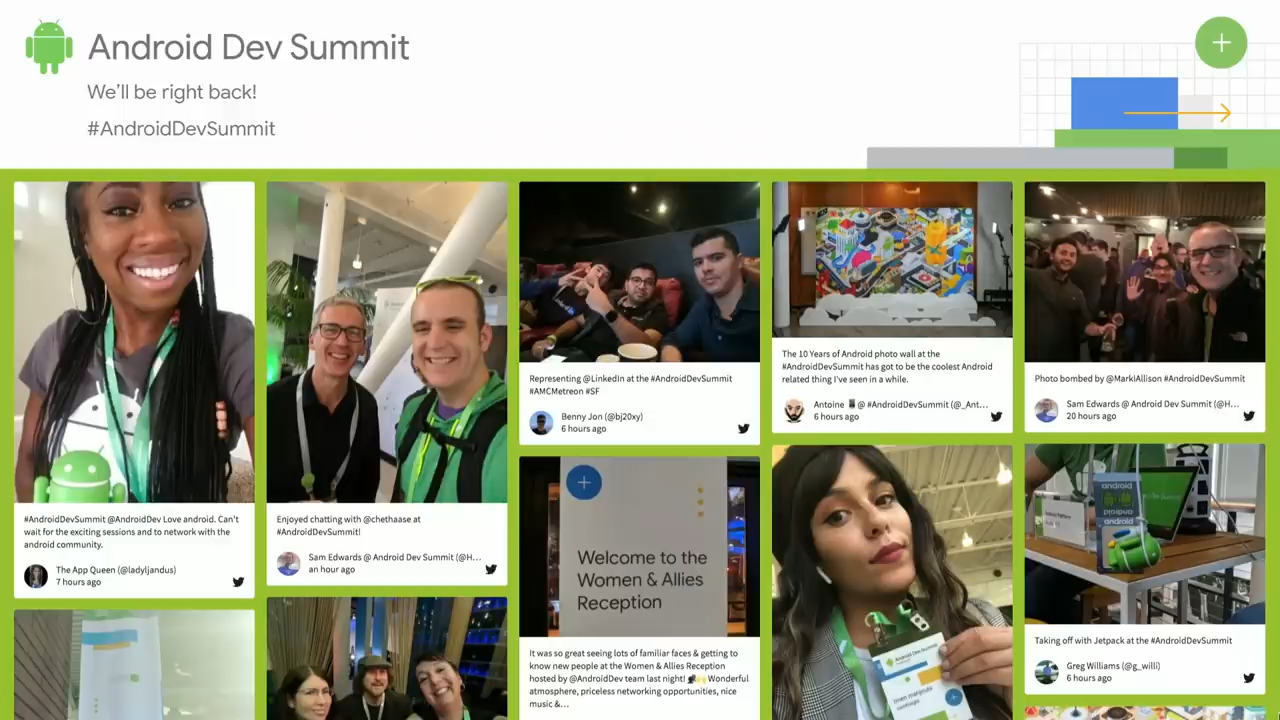 Android Dev Summit
We'll be right back!
#AndroidDevSummit
#AndroidDevSummit @AndroidDev Love android. Can't
wait for the exciting sessions and to network with the
android community.
The App Queen (@ladyljandus)
7 hours ago
Enjoyed chatting with @chethaase at
#AndroidDevSummit!
Sam Edwards @ Android Dev Summit (@H...
an hour ago
Representing @LinkedIn at the #AndroidDevSummit
#AMCMetreon #SF
Benny Jon (@bj20xy)
6 hours ago
Welcome to the
Women & Allies
Reception
It was so great seeing lots of familiar faces & getting to
know new people at the Women & Allies Reception
hosted by @AndroidDev team last night! Wonderful
atmosphere, priceless networking opportunities, nice
music &...
The 10 Years of Android photo wall at the
#AndroidDevSummit has got to be the coolest Android
related thing I've seen in a while.
Antoine @ #AndroidDevSummit (@_Ant...
6 hours ago
Android Dev Summit
Photo bombed by @MarkIAllison #AndroidDevSummit
Sam Edwards @ Android Dev Summit (@H...
20 hours ago
android
android
Taking off with Jetpack at the #AndroidDevSummit
Greg Williams (@g_willi)
6 hours ago